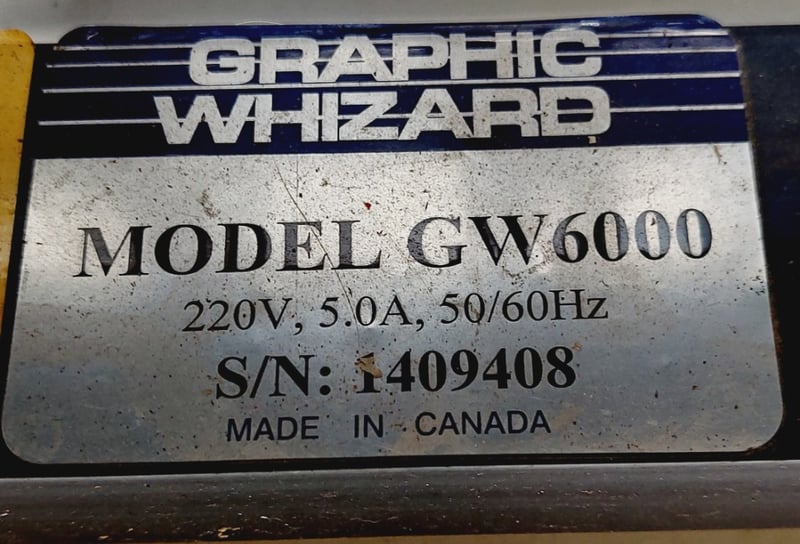 GRAPHIC
WHIZARD
MODEL GW6000
220V, 5.0A, 50/60Hz
S/N: 1409408
MADE IN CANADA